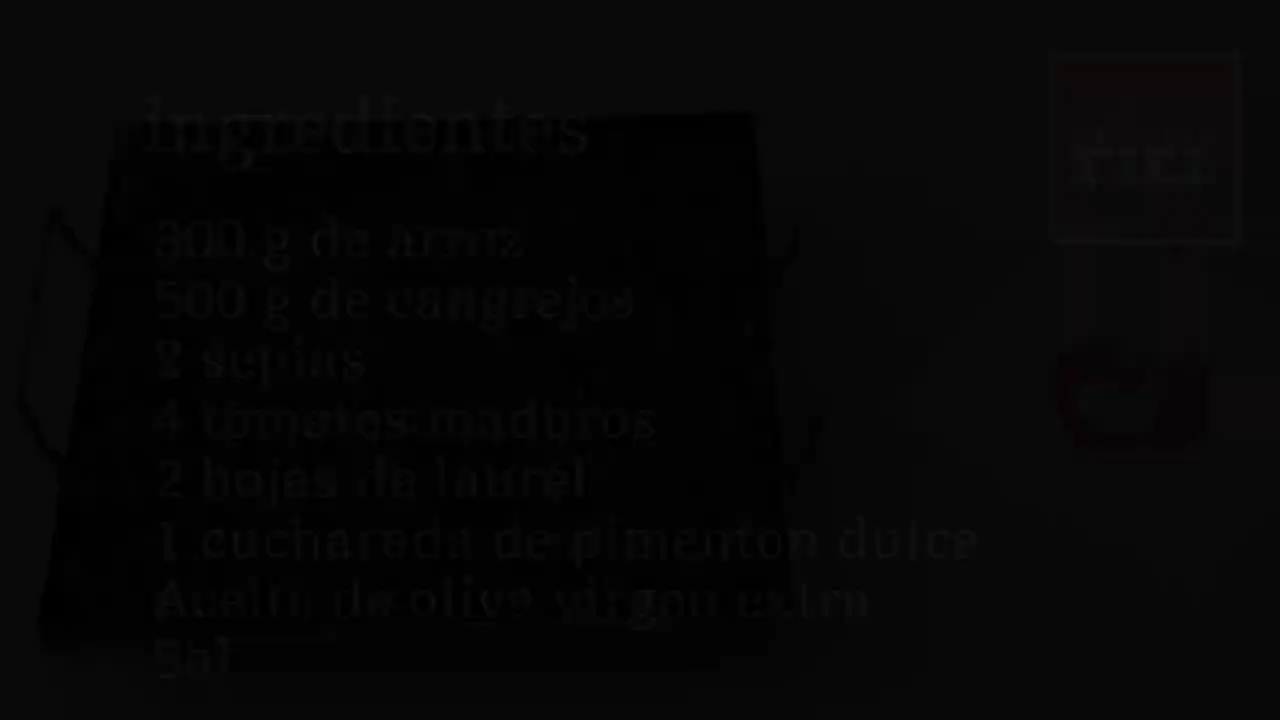 ingredientes
300 g de arroz
500 g de cangrejos
2 sepias
4 tomates maduros
2 hojas de laurel
1 cucharada de pimenton dulce
Aceite de oliva virgen extra
Sal